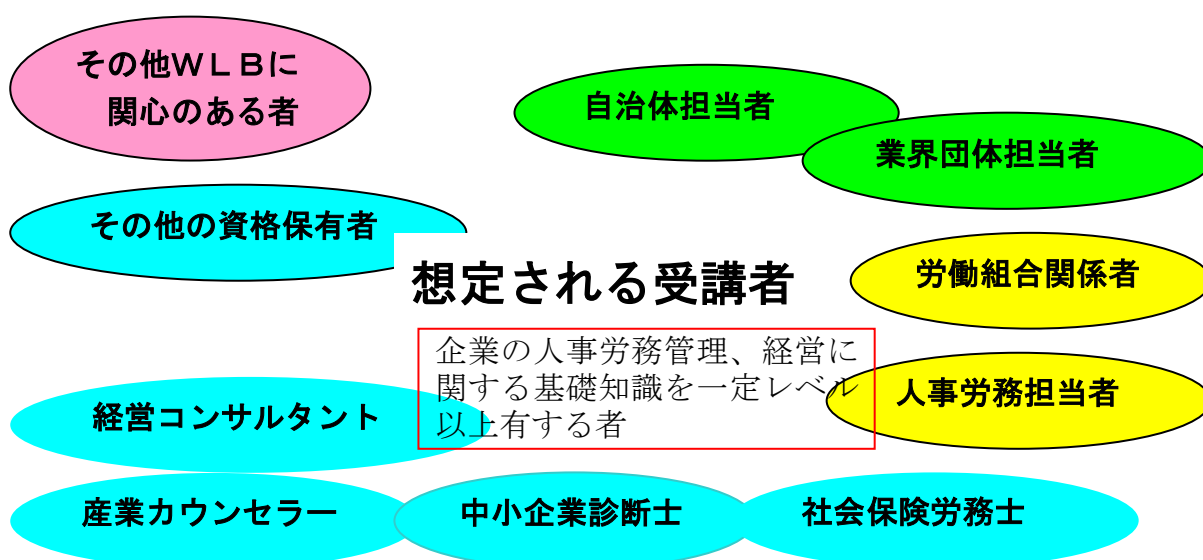 その他ＷＬＢに
関心のある者
自治体担当者
業界団体担当者
その他の資格保有者
想定される受講者
労働組合関係者
企業の人事労務管理、経営に
関する基礎知識を一定レベル
以上有する者
人事労務担当者
経営コンサルタント
産業カウンセラー
中小企業診断士
社会保険労務士